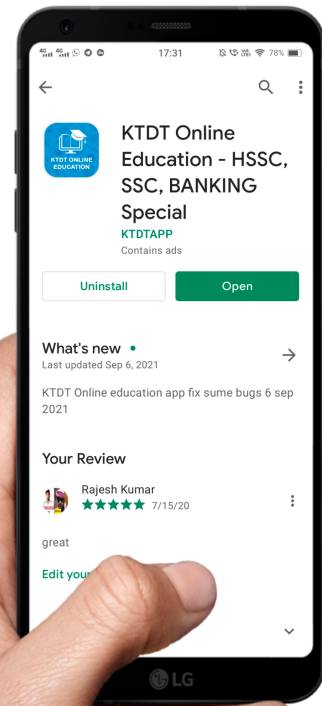 4G 4G 17:31 78%
KTDT ONLINE
EDUCATION
KTDT Online
Education - HSSC,
SSC, BANKING
Special
KTDTAPP
Contains ads
Uninstall
Open
What's new
Last updated Sep 6, 2021
KTDT Online education app fix sume bugs 6 sep
2021
Your Review
Rajesh Kumar
7/15/20
great
Edit your
LG